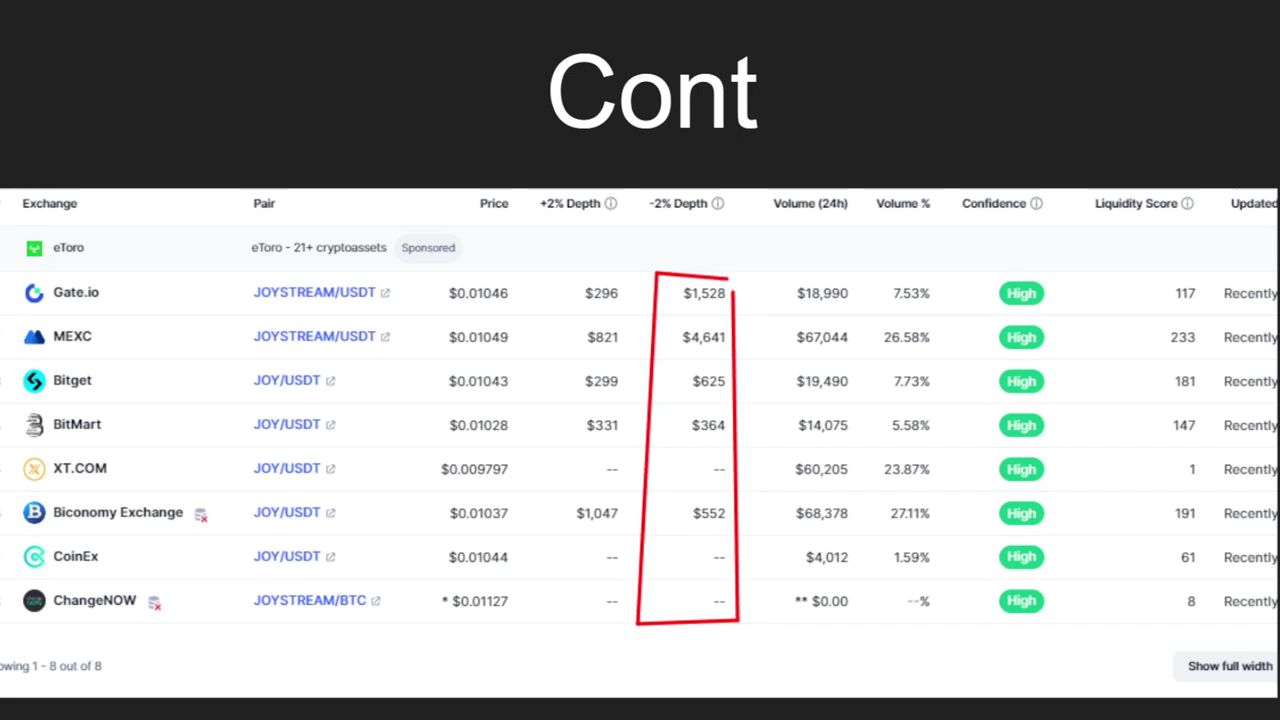 Cont
Exchange Pair Price +2% Depth -2% Depth Volume (24h) Volume % Confidence Liquidity Score Updated
eToro eToro - 21+ cryptoassets Sponsored
Gate.io JOYSTREAM/USDT $0.01046 $296 $1,528 $18,990 7.53% High 117 Recently
MEXC JOYSTREAM/USDT $0.01049 $821 $4,641 $67,044 26.58% High 233 Recently
Bitget JOY/USDT $0.01043 $299 $625 $19,490 7.73% High 181 Recently
BitMart JOY/USDT $0.01028 $331 $364 $14,075 5.58% High 147 Recently
XT.COM JOY/USDT $0.009797 -- -- $60,205 23.87% High 1 Recently
Biconomy Exchange JOY/USDT $0.01037 $1,047 $552 $68,378 27.11% High 191 Recently
CoinEx JOY/USDT $0.01044 -- -- $4,012 1.59% High 61 Recently
ChangeNOW JOYSTREAM/BTC * $0.01127 -- -- ** $0.00 --% High 8 Recently
owing 1 - 8 out of 8 Show full width